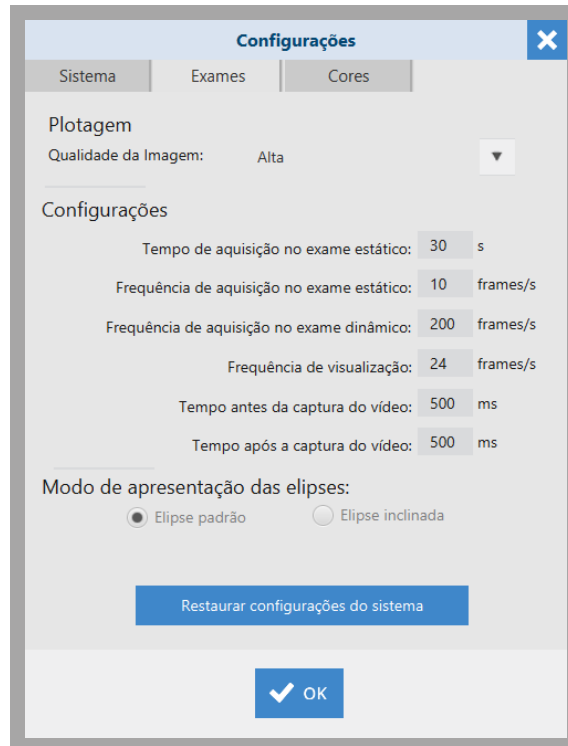 Configurações
Sistema Exames Cores
Plotagem
Qualidade da Imagem: Alta
Configurações
Tempo de aquisição no exame estático: 30 s
Frequência de aquisição no exame estático: 10 frames/s
Frequência de aquisição no exame dinâmico: 200 frames/s
Frequência de visualização: 24 frames/s
Tempo antes da captura do vídeo: 500 ms
Tempo após a captura do vídeo: 500 ms
Modo de apresentação das elipses:
Elipse padrão Elipse inclinada
Restaurar configurações do sistema
OK